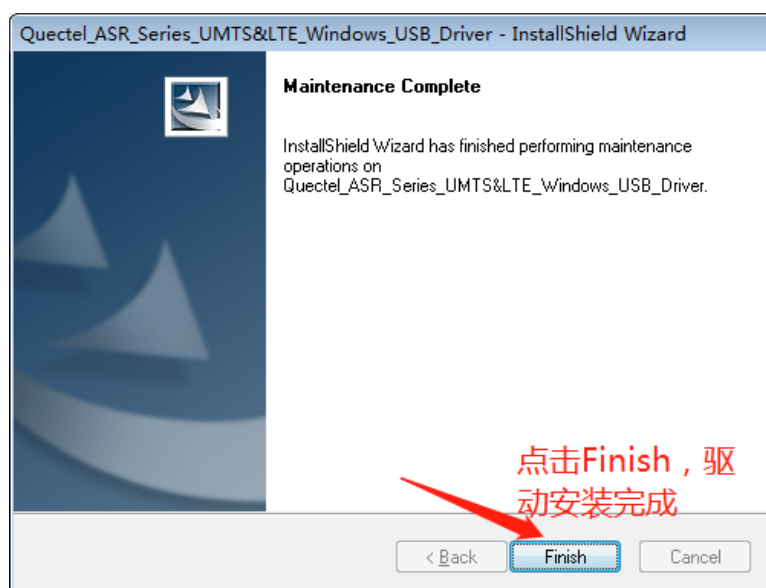 Quectel_ASR_Series_UMTS&LTE_Windows_USB_Driver - InstallShield Wizard
Maintenance Complete
InstallShield Wizard has finished performing maintenance
operations on
Quectel_ASR_Series_UMTS&LTE_Windows_USB_Driver.
点击Finish，驱
动安装完成
< Back
Finish
Cancel